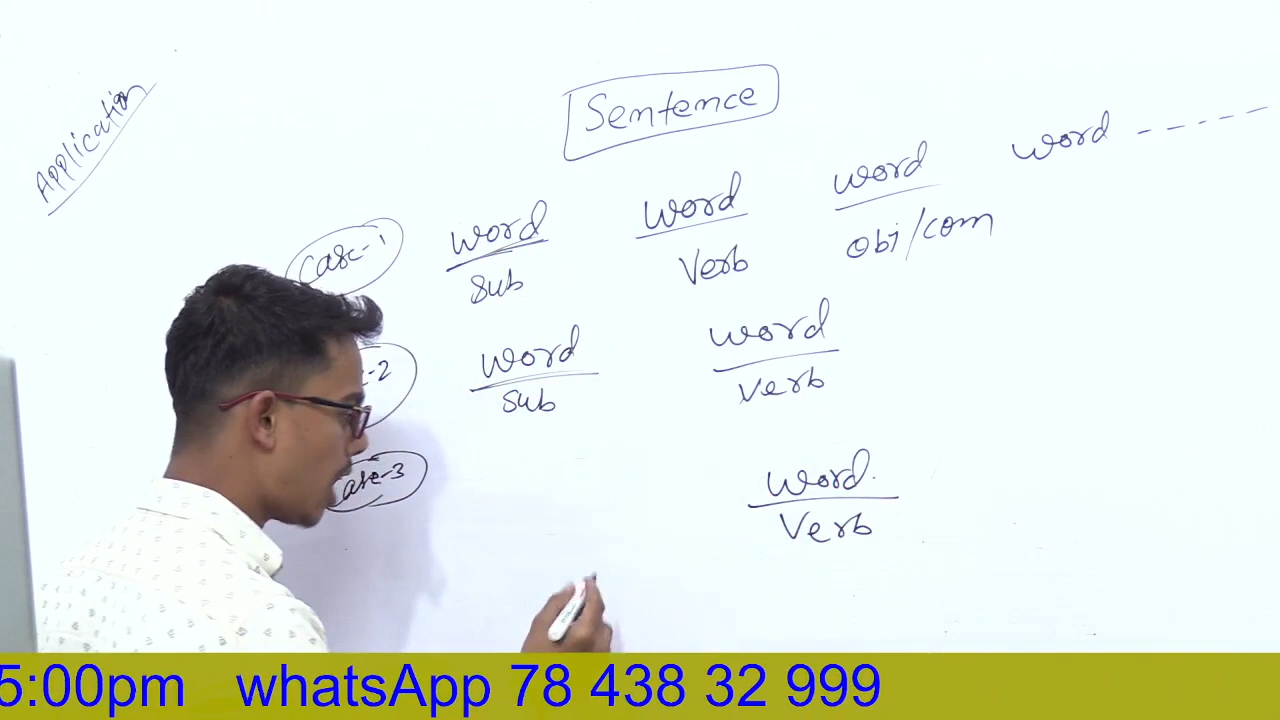 Application
Sentence
Case-1 word word word word -----
Sub Verb obj/com
-2 word word
Sub Verb
ase-3 word.
Verb
5:00pm whatsApp 78 438 32 999